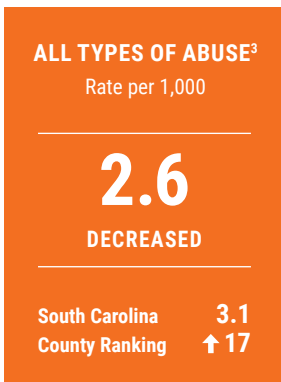 ALL TYPES OF ABUSE³
Rate per 1,000
2.6
DECREASED
South Carolina 3.1
County Ranking ↑ 17